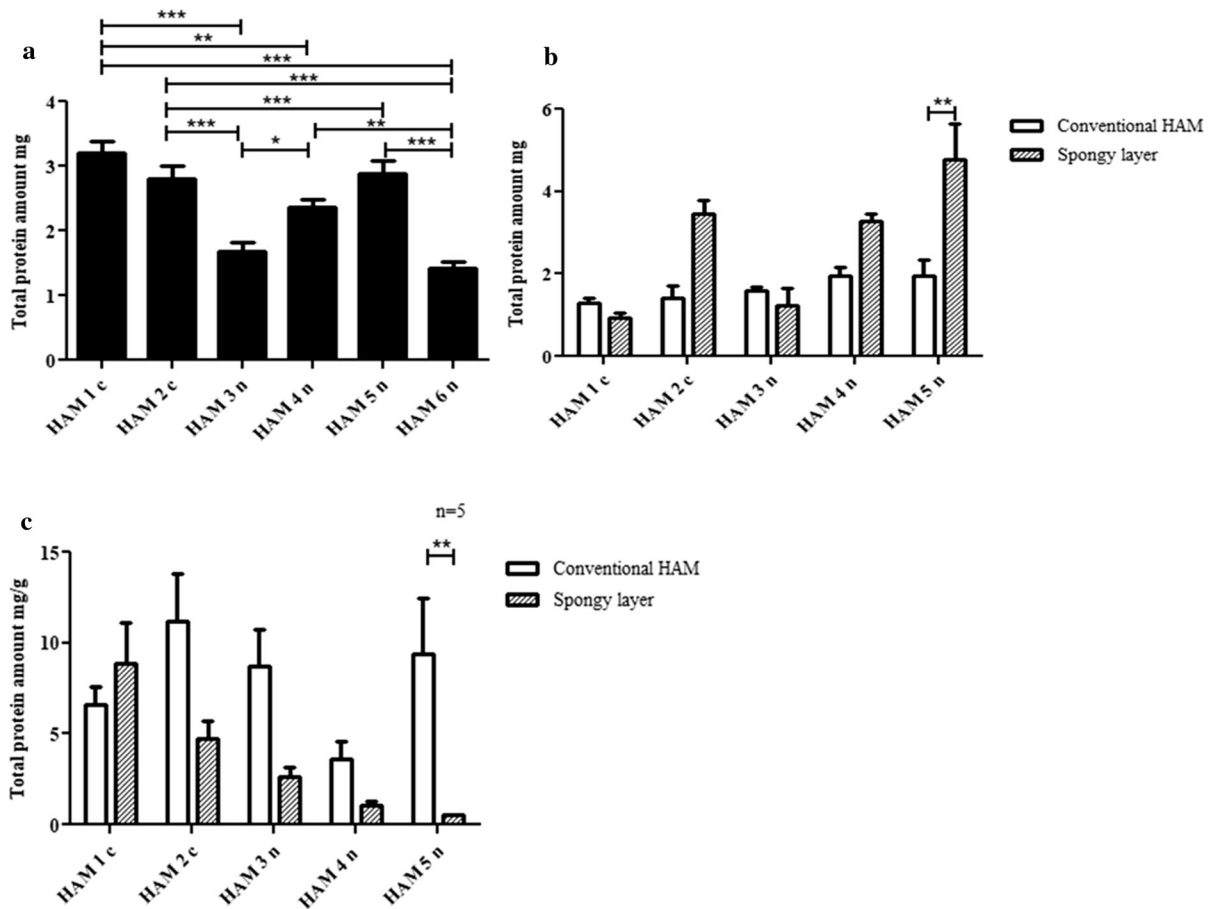 a
***
**
***
***
***
***
*
**
***
Total protein amount mg
4
3
2
1
0
HAM 1 c
HAM 2 c
HAM 3 n
HAM 4 n
HAM 5 n
HAM 6 n
b
**
Total protein amount mg
6
4
2
0
HAM 1 c
HAM 2 c
HAM 3 n
HAM 4 n
HAM 5 n
Conventional HAM
Spongy layer
c
n=5
**
Total protein amount mg/g
15
10
5
0
HAM 1 c
HAM 2 c
HAM 3 n
HAM 4 n
HAM 5 n
Conventional HAM
Spongy layer